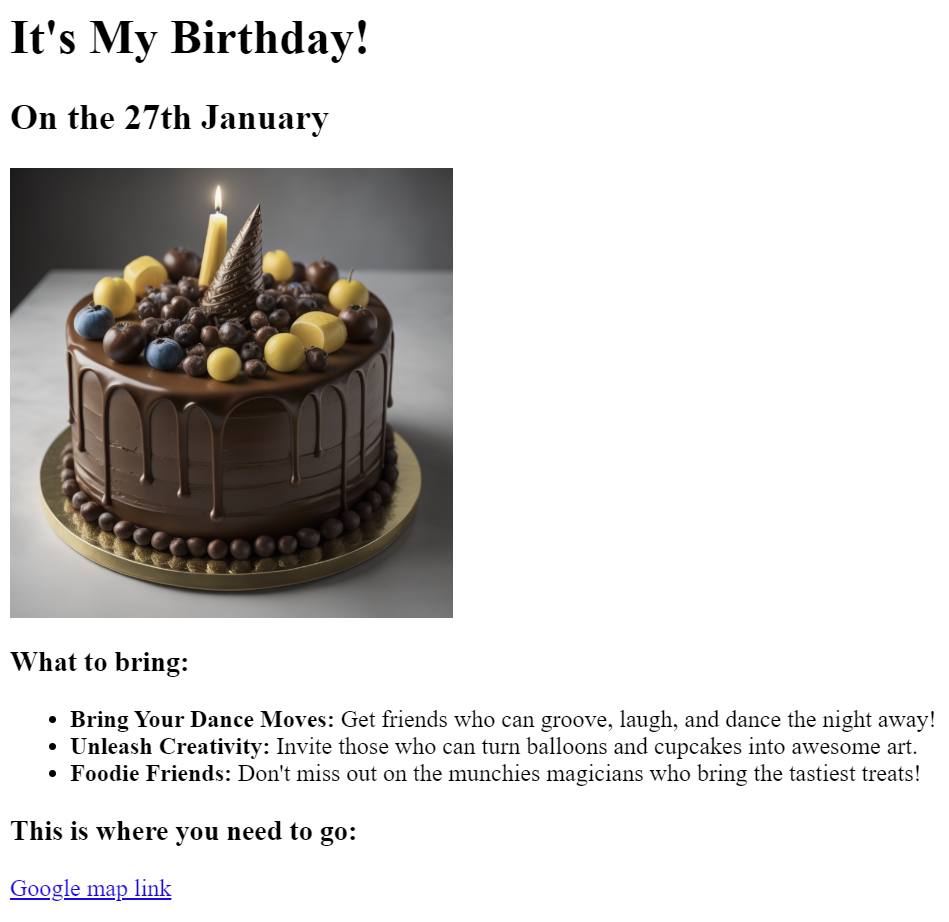 It's My Birthday!
On the 27th January
What to bring:
Bring Your Dance Moves: Get friends who can groove, laugh, and dance the night away!
Unleash Creativity: Invite those who can turn balloons and cupcakes into awesome art.
Foodie Friends: Don't miss out on the munchies magicians who bring the tastiest treats!
This is where you need to go:
Google map link